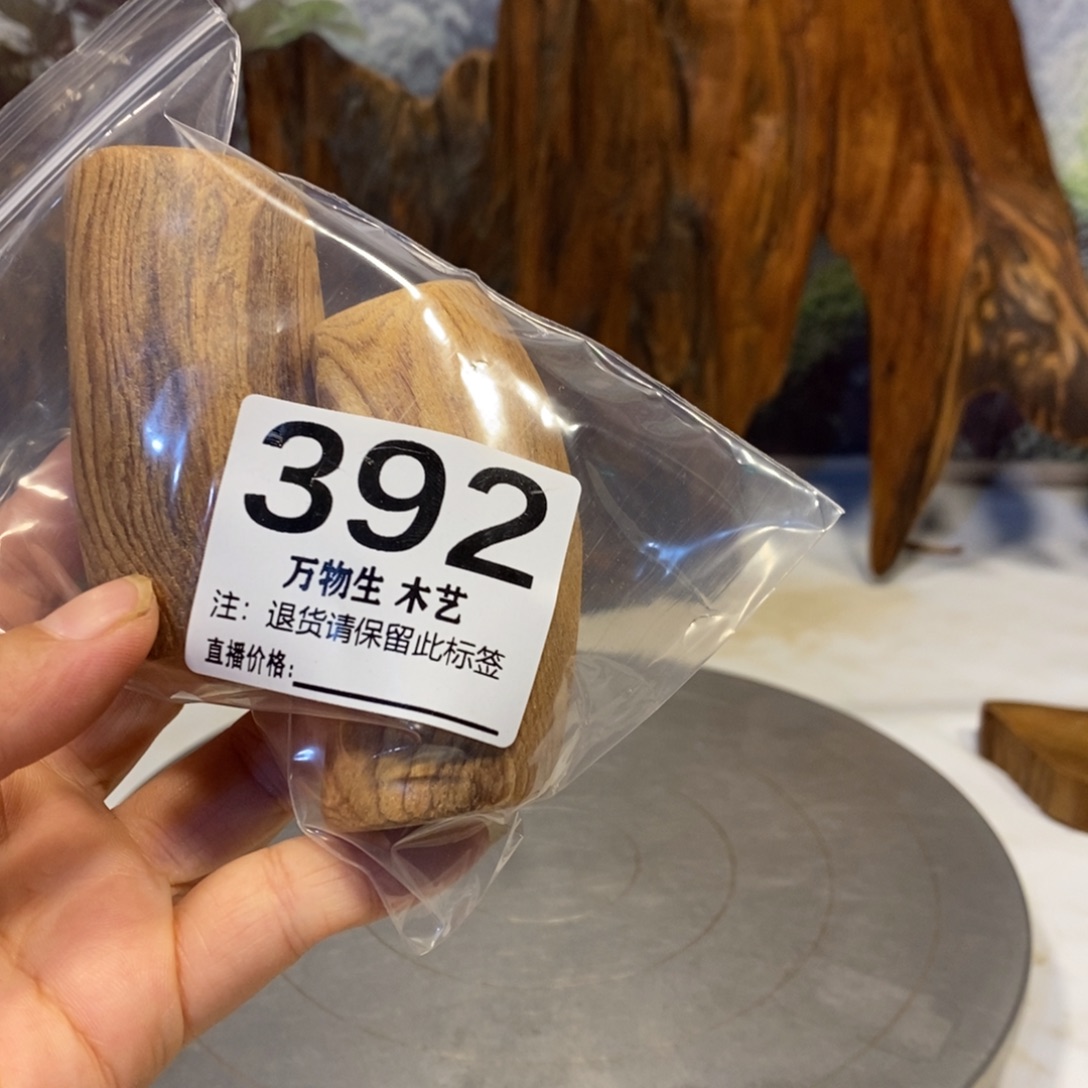 392
万物生 木艺
注：退货请保留此标签
直播价格：